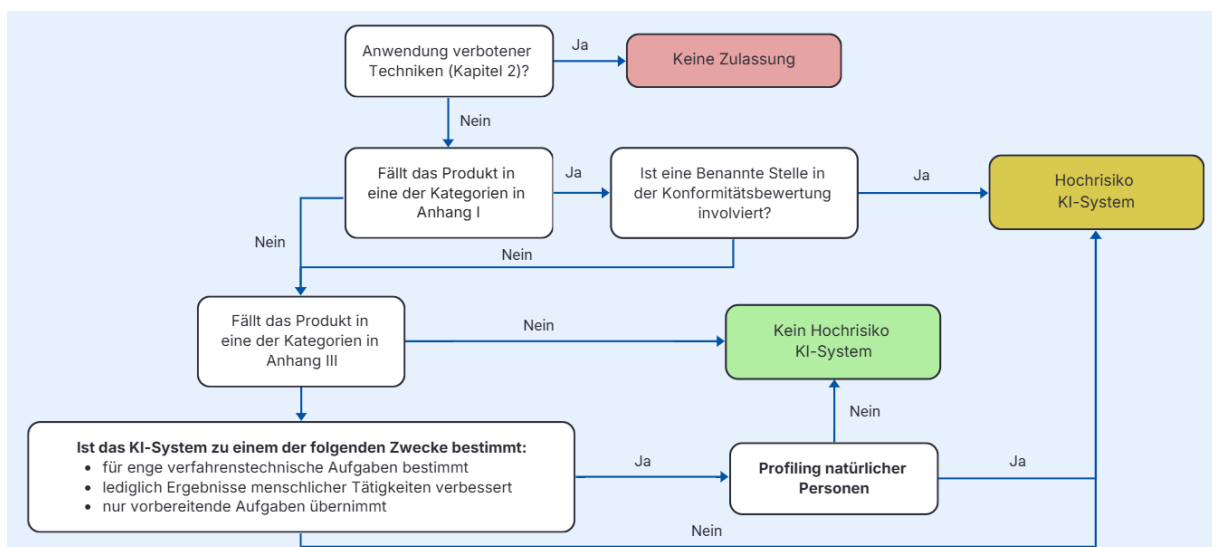 Anwendung verbotener
Techniken (Kapitel 2)?
Ja
Keine Zulassung
Nein
Fällt das Produkt in
eine der Kategorien in
Anhang I
Ja
Ist eine Benannte Stelle in
der Konformitätsbewertung
involviert?
Ja
Hochrisiko
KI-System
Nein
Nein
Fällt das Produkt in
eine der Kategorien in
Anhang III
Nein
Kein Hochrisiko
KI-System
Nein
Ist das KI-System zu einem der folgenden Zwecke bestimmt:
• für enge verfahrenstechnische Aufgaben bestimmt
• lediglich Ergebnisse menschlicher Tätigkeiten verbessert
• nur vorbereitende Aufgaben übernimmt
Ja
Profiling natürlicher
Personen
Ja
Nein